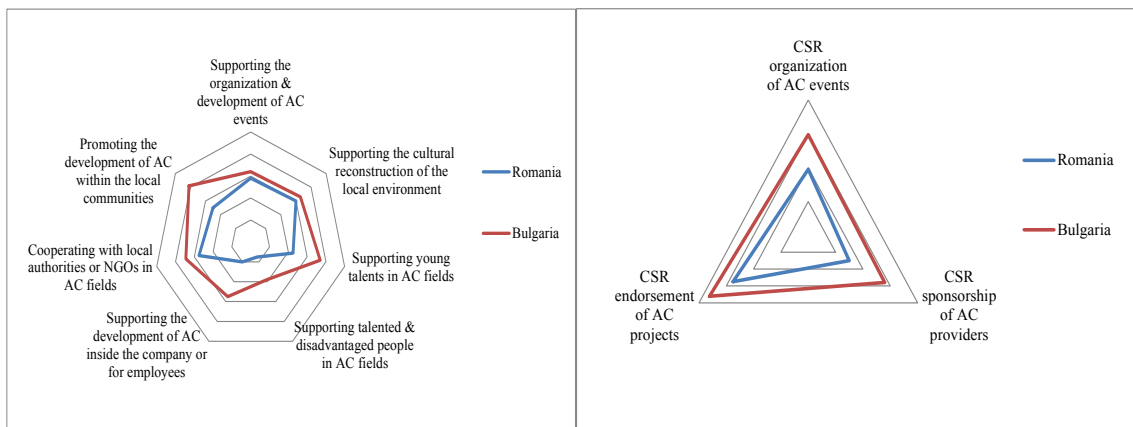 Supporting the
organization &
development of AC
events
Promoting the
development of AC
within the local
communities
Supporting the cultural
reconstruction of the
local environment
Cooperating with local
authorities or NGOs in
AC fields
Supporting young
talents in AC fields
Supporting the
development of AC
inside the company or
for employees
Supporting talented &
disadvantaged people
in AC fields
Romania
Bulgaria
CSR
organization
of AC events
CSR
endorsement
of AC
projects
CSR
sponsorship
of AC
providers
Romania
Bulgaria